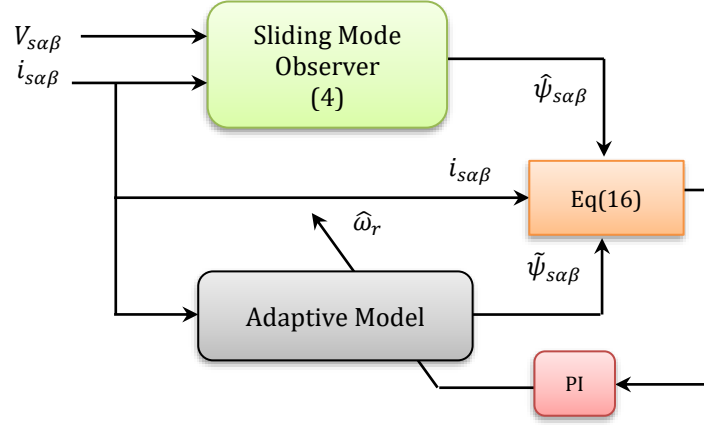 V_{sαβ}
i_{sαβ}
Sliding Mode
Observer
(4)
ψ̂_{sαβ}
i_{sαβ}
Eq(16)
ω̂_r
ψ̃_{sαβ}
Adaptive Model
PI